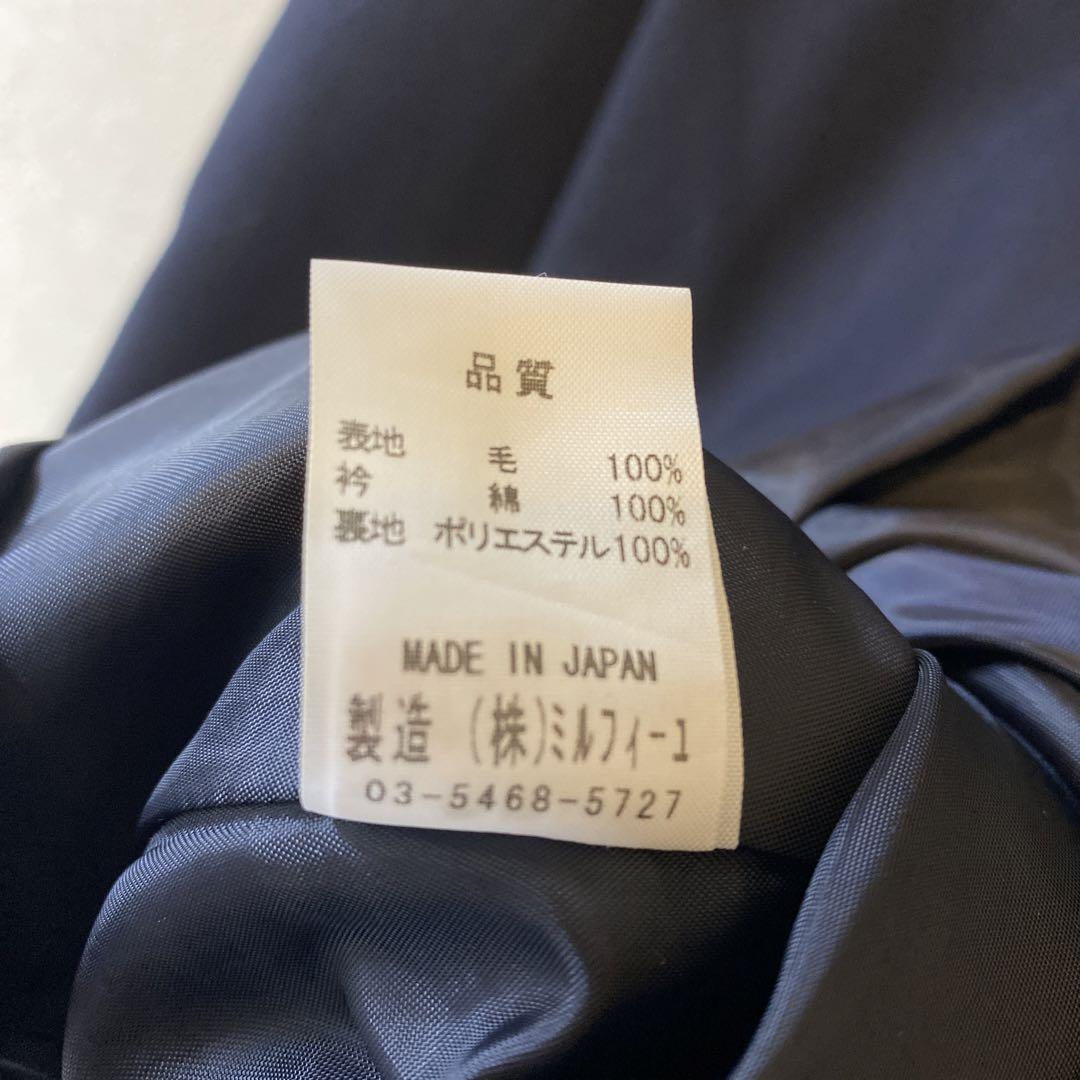 品質
表地 毛 100%
衿 綿 100%
裏地 ポリエステル100%
MADE IN JAPAN
製造 (株)ミルフィー1
03-5468-5727